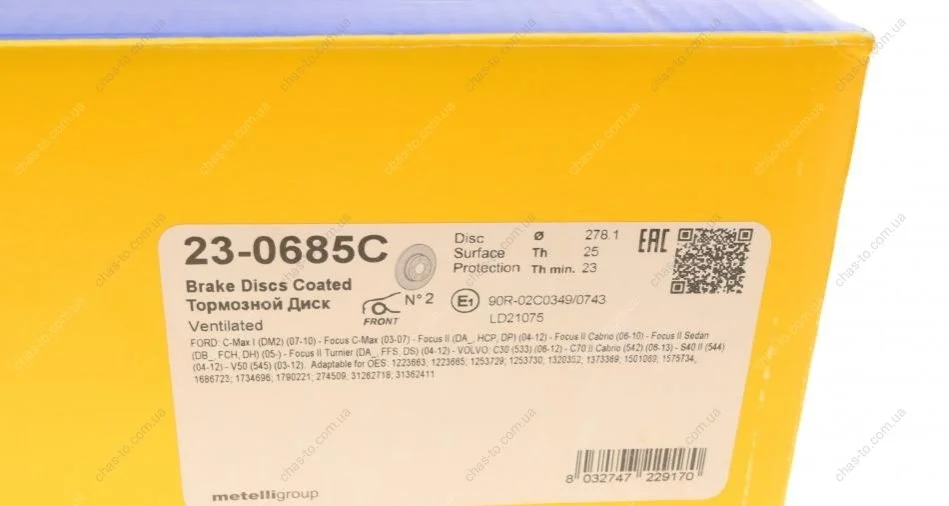 23-0685C
Brake Discs Coated
Тормозной Диск
Ventilated
FRONT
N°2
Disc Ø 278.1
Surface Th 25
Protection Th min. 23
E1 90R-02C0349/0743
LD21075
EAC
FORD: C-Max I (DM2) (07-10) - Focus C-Max (03-07) - Focus II (DA_, HCP, DP) (04-12) - Focus II Cabrio (06-10) - Focus II Sedan
(DB_, FCH, DH) (05-) - Focus II Turnier (DA_, FFS, DS) (04-12) - VOLVO: C30 (533) (06-12) - C70 II Cabrio (542) (06-13) - S40 II (544)
(04-12) - V50 (545) (03-12). Adaptable for OES: 1223663; 1223665; 1253729; 1253730; 1320352; 1373369; 1501069; 1575734;
1686723; 1734696; 1790221; 274509; 31262718; 31362411
metelligroup
8 032747 229170
chas-to.com.ua